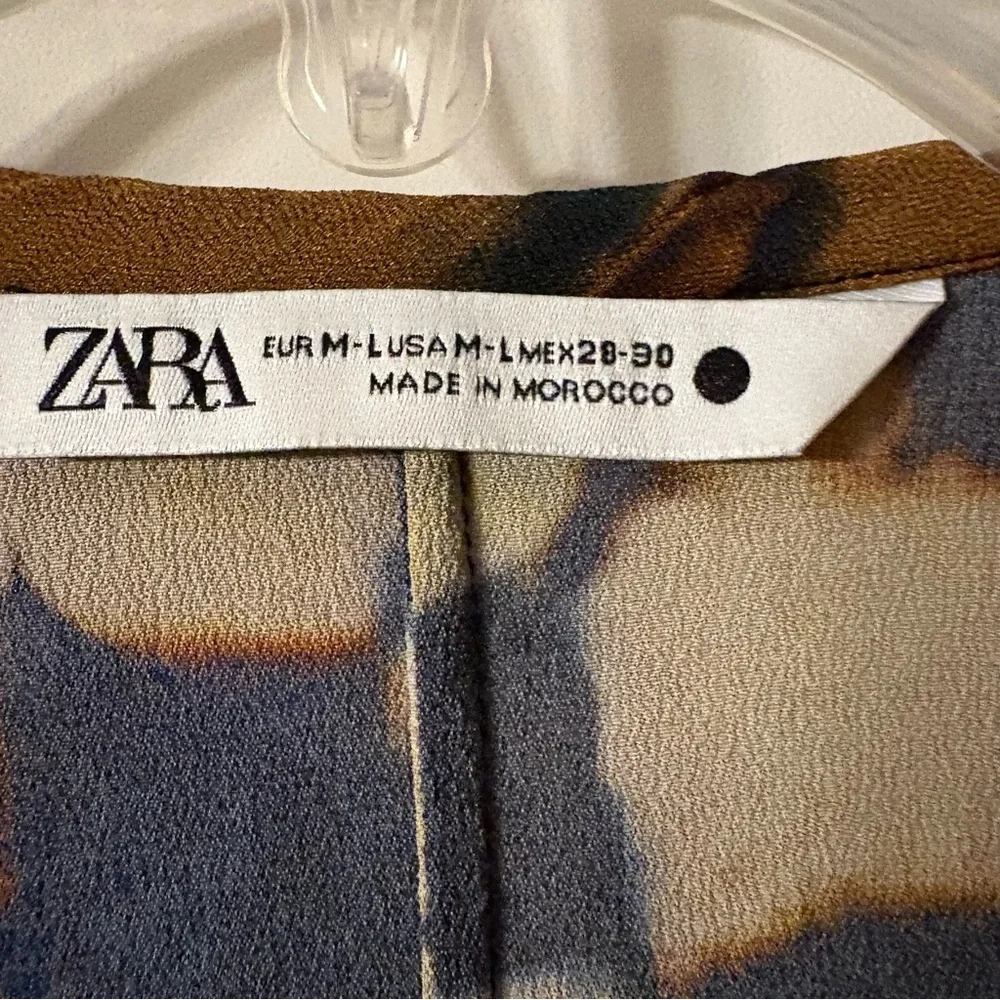 ZARA
EUR M-L USA M-L MEX 28-30
MADE IN MOROCCO